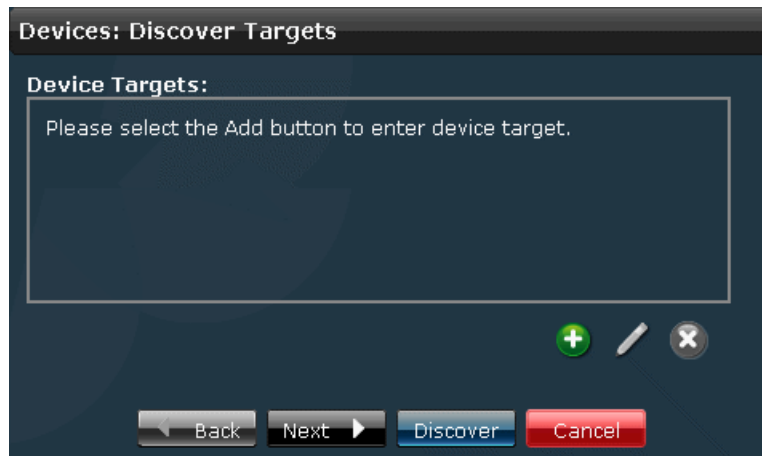 Devices: Discover Targets
Device Targets:
Please select the Add button to enter device target.
Back Next Discover Cancel